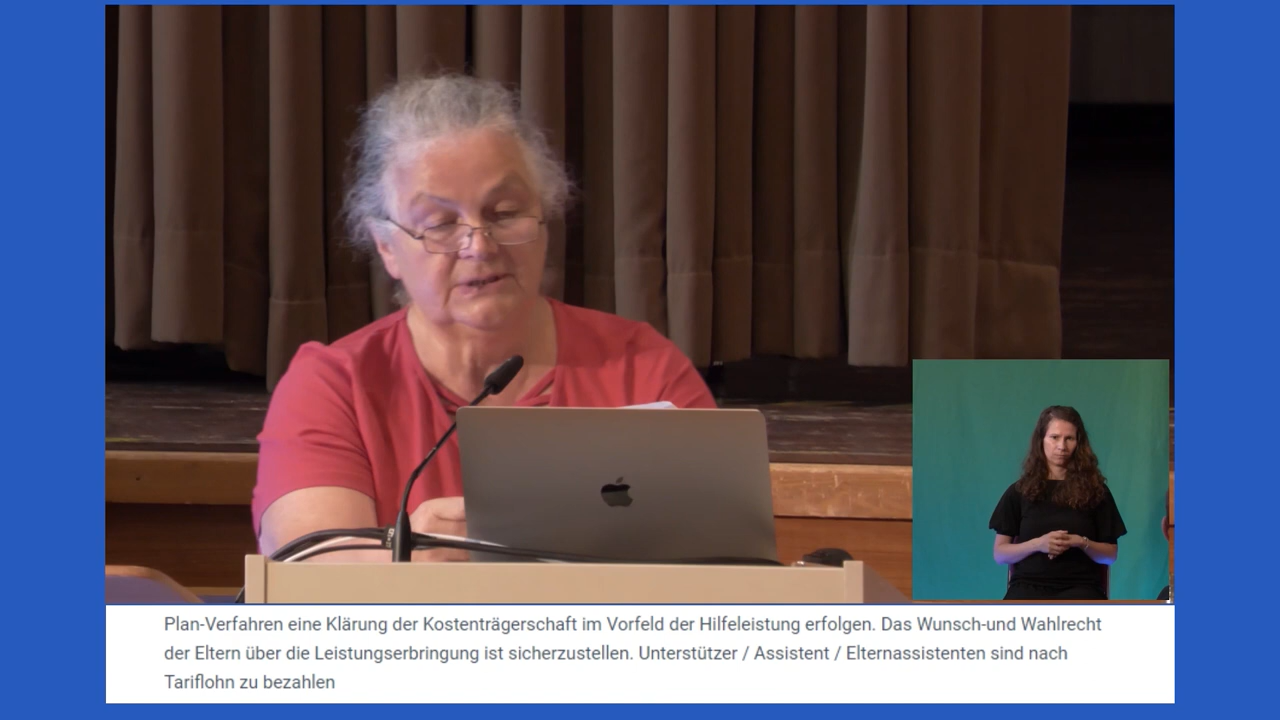 Plan-Verfahren eine Klärung der Kostenträgerschaft im Vorfeld der Hilfeleistung erfolgen. Das Wunsch-und Wahlrecht
der Eltern über die Leistungserbringung ist sicherzustellen. Unterstützer / Assistent / Elternassistenten sind nach
Tariflohn zu bezahlen